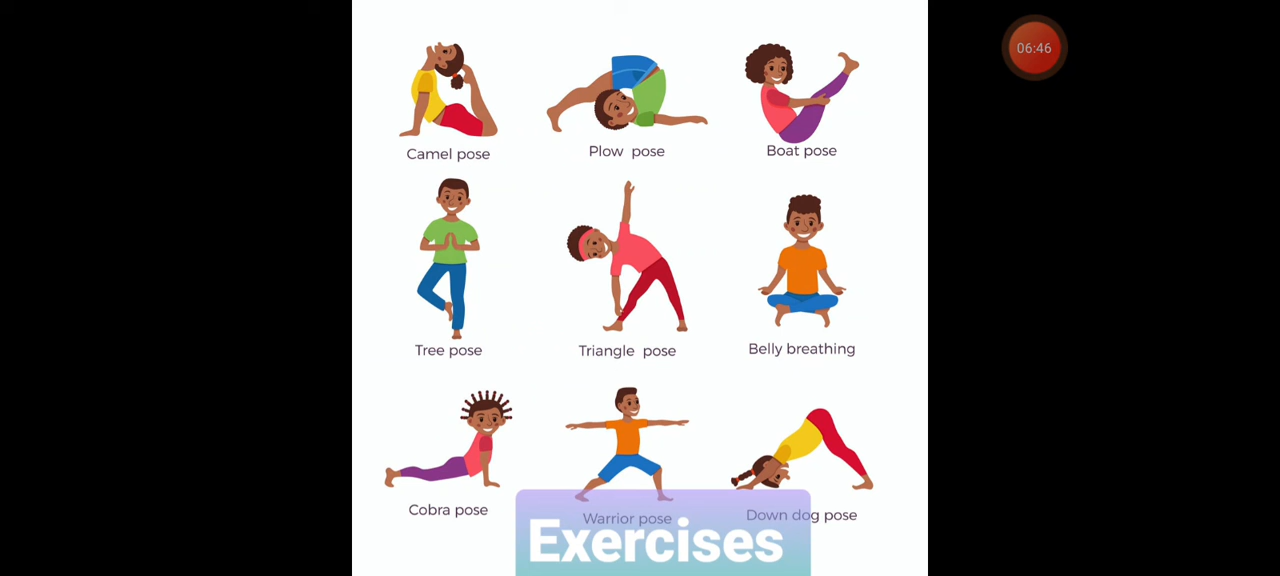 06:46
Camel pose
Plow pose
Boat pose
Tree pose
Triangle pose
Belly breathing
Cobra pose
Warrior pose
Down dog pose
Exercises